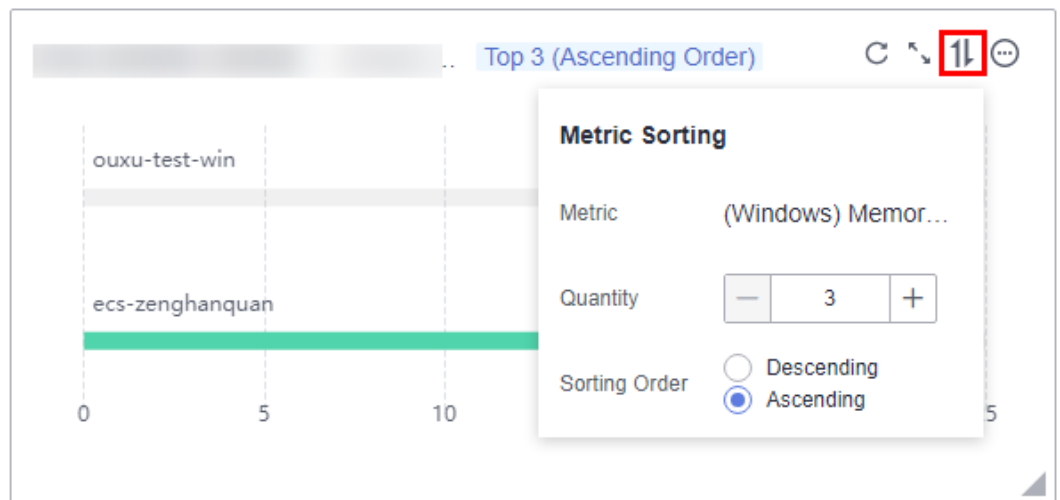 .. Top 3 (Ascending Order)
Metric Sorting
ouxu-test-win
Metric (Windows) Memor...
ecs-zenghanquan
Quantity 3
Sorting Order
Descending
Ascending
0 5 10 5